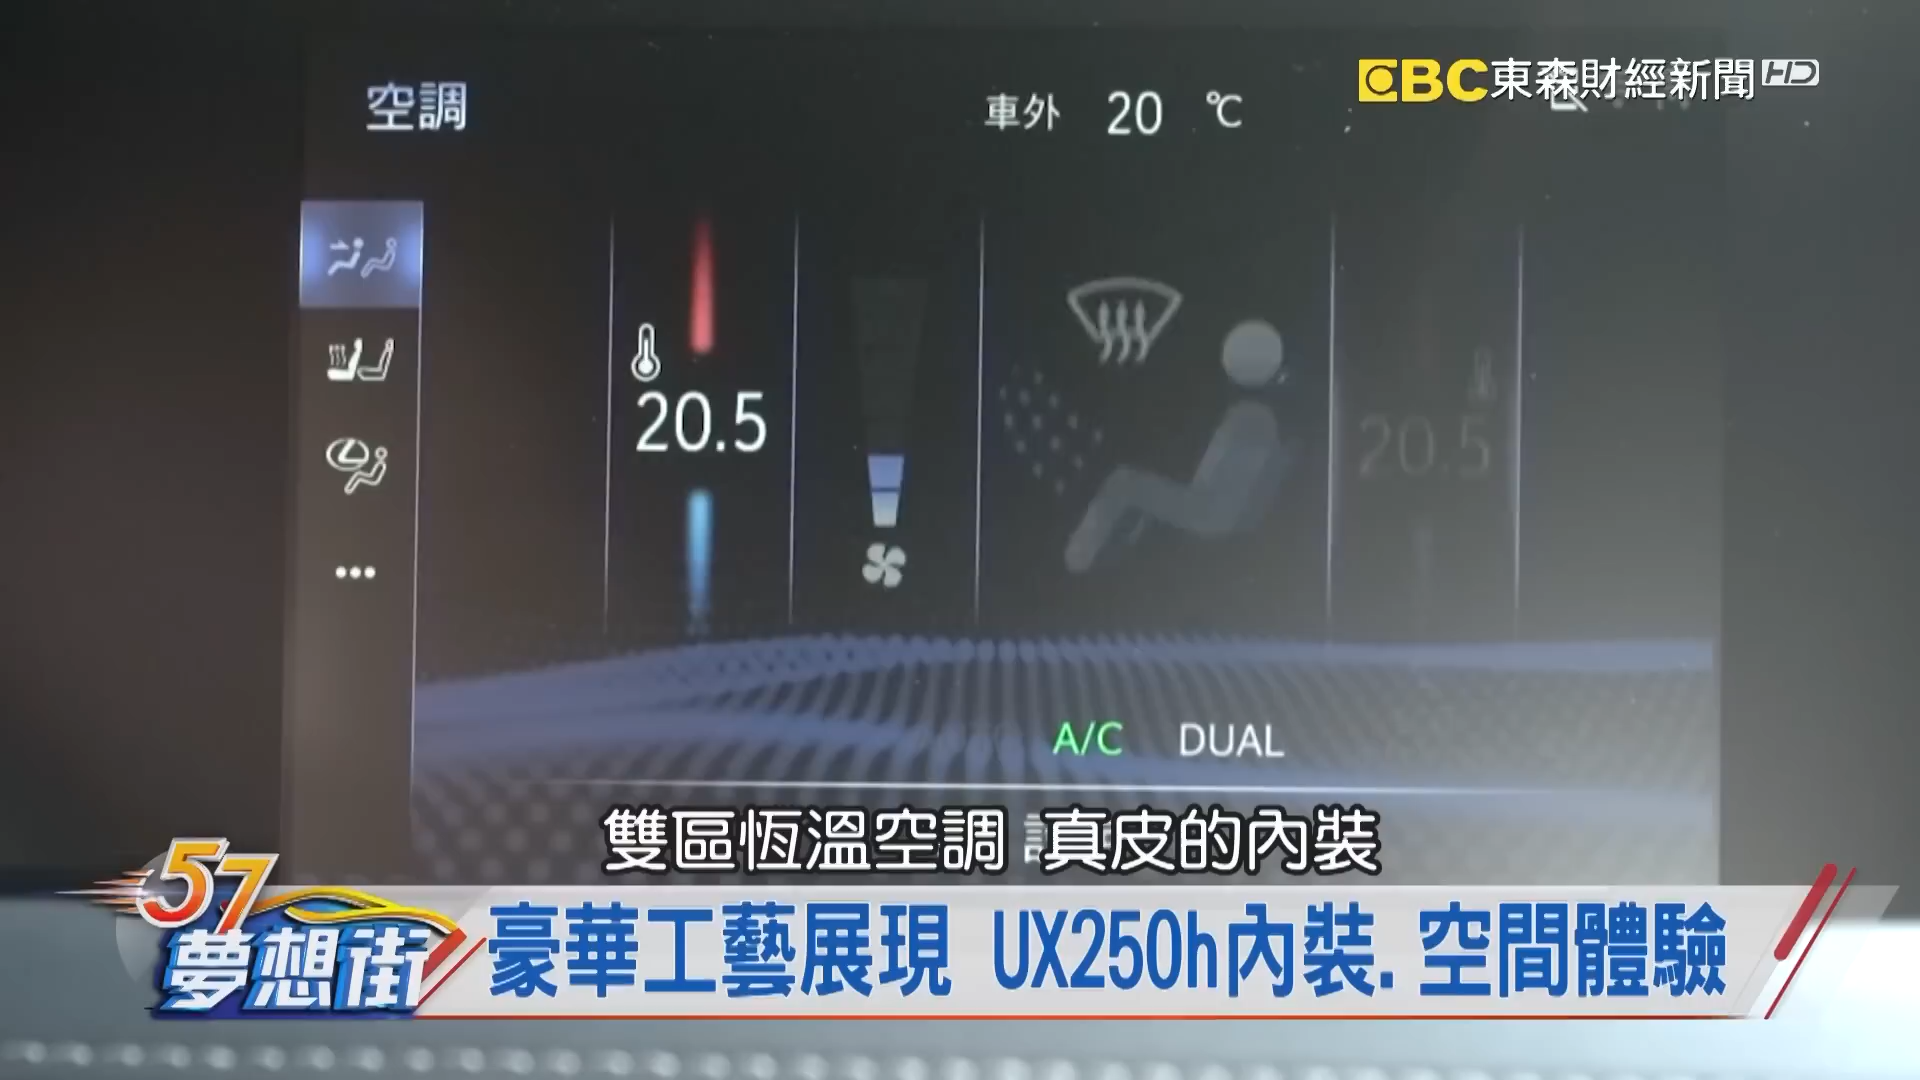 EBC東森財經新聞HD
空調
車外 20 ℃
20.5
20.5
A/C DUAL
雙區恆溫空調 真皮的內裝
57夢想街
豪華工藝展現 UX250h內裝.空間體驗